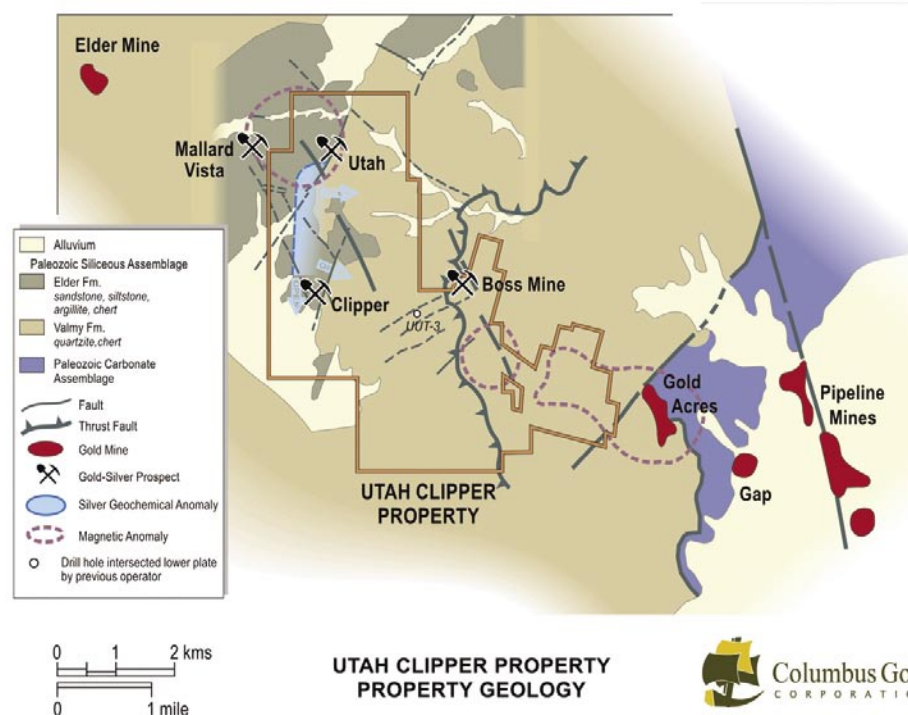 Elder Mine
Mallard
Vista
Utah
Clipper
Boss Mine
UUT-3
Gold
Acres
Pipeline
Mines
Gap
UTAH CLIPPER
PROPERTY
Alluvium
Paleozoic Siliceous Assemblage
Elder Fm.
sandstone, siltstone,
argillite, chert
Valmy Fm.
quartzite,chert
Paleozoic Carbonate
Assemblage
Fault
Thrust Fault
Gold Mine
Gold-Silver Prospect
Silver Geochemical Anomaly
Magnetic Anomaly
Drill hole intersected lower plate
by previous operator
0 1 2 kms
0 1 mile
UTAH CLIPPER PROPERTY
PROPERTY GEOLOGY
Columbus Go
CORPORATIO